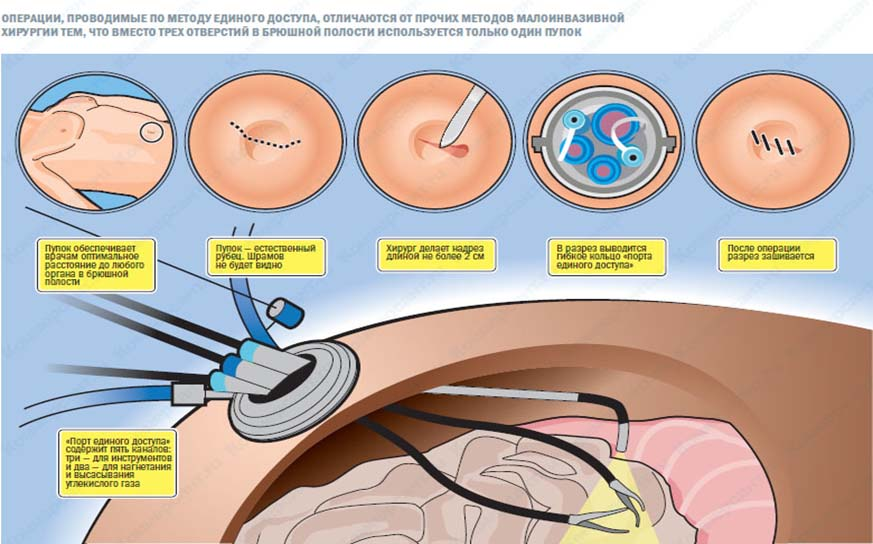 ОПЕРАЦИИ, ПРОВОДИМЫЕ ПО МЕТОДУ ЕДИНОГО ДОСТУПА, ОТЛИЧАЮТСЯ ОТ ПРОЧИХ МЕТОДОВ МАЛОИНВАЗИВНОЙ
ХИРУРГИИ ТЕМ, ЧТО ВМЕСТО ТРЕХ ОТВЕРСТИЙ В БРЮШНОЙ ПОЛОСТИ ИСПОЛЬЗУЕТСЯ ТОЛЬКО ОДИН ПУПОК
Пупок обеспечивает
врачам оптимальное
расстояние до любого
органа в брюшной
полости
Пупок — естественный
рубец. Шрамов
не будет видно
Хирург делает надрез
длиной не более 2 см
В разрез выводится
гибкое кольцо «порта
единого доступа»
После операции
разрез зашивается
«Порт единого доступа»
содержит пять каналов:
три — для инструментов
и два — для нагнетания
и высасывания
углекислого газа